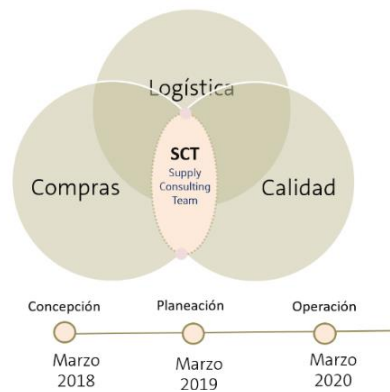 Logística
SCT
Supply
Consulting
Team
Compras
Calidad
Concepción
Planeación
Operación
Marzo
2018
Marzo
2019
Marzo
2020